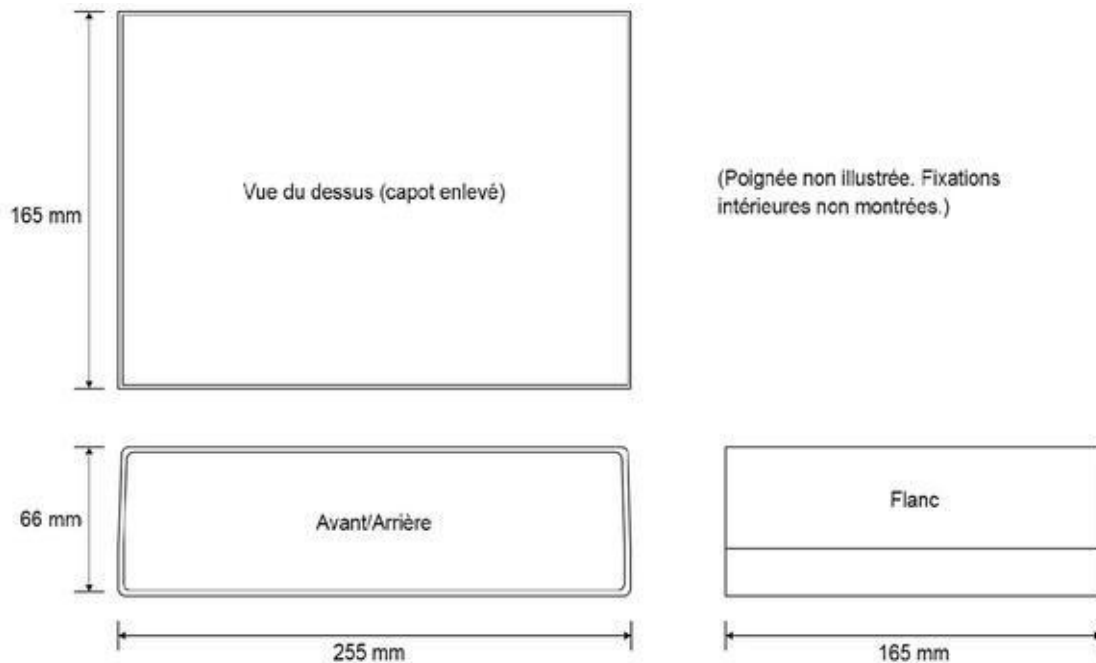 Vue du dessus (capot enlevé)
165 mm
(Poignée non illustrée. Fixations
intérieures non montrées.)
66 mm
Avant/Arrière
Flanc
255 mm
165 mm